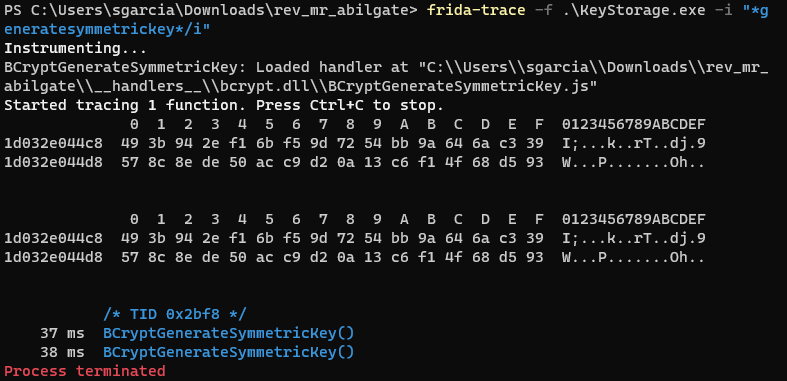 PS C:\Users\sgarcia\Downloads\rev_mr_abilgate> frida-trace -f .\KeyStorage.exe -i "*g
eneratesymmetrickey*/i"
Instrumenting...
BCryptGenerateSymmetricKey: Loaded handler at "C:\\Users\\sgarcia\\Downloads\\rev_mr_
abilgate\\__handlers__\\bcrypt.dll\\BCryptGenerateSymmetricKey.js"
Started tracing 1 function. Press Ctrl+C to stop.
0 1 2 3 4 5 6 7 8 9 A B C D E F 0123456789ABCDEF
1d032e044c8 49 3b 94 2e f1 6b f5 9d 72 54 bb 9a 64 6a c3 39 I;...k..rT..dj.9
1d032e044d8 57 8c 8e de 50 ac c9 d2 0a 13 c6 f1 4f 68 d5 93 W...P.......Oh..
0 1 2 3 4 5 6 7 8 9 A B C D E F 0123456789ABCDEF
1d032e044c8 49 3b 94 2e f1 6b f5 9d 72 54 bb 9a 64 6a c3 39 I;...k..rT..dj.9
1d032e044d8 57 8c 8e de 50 ac c9 d2 0a 13 c6 f1 4f 68 d5 93 W...P.......Oh..
/* TID 0x2bf8 */
37 ms BCryptGenerateSymmetricKey()
38 ms BCryptGenerateSymmetricKey()
Process terminated